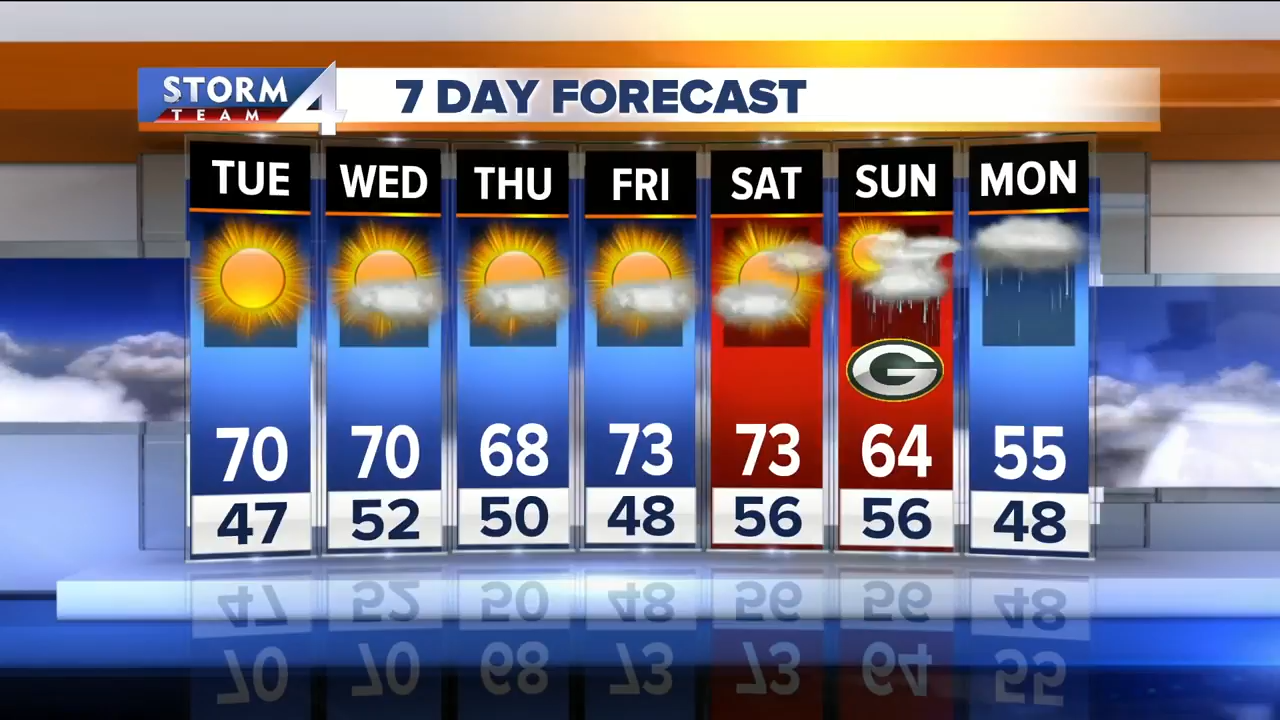 STORM
TEAM 4
7 DAY FORECAST
TUE WED THU FRI SAT SUN MON
G
70 70 68 73 73 64 55
47 52 50 48 56 56 48